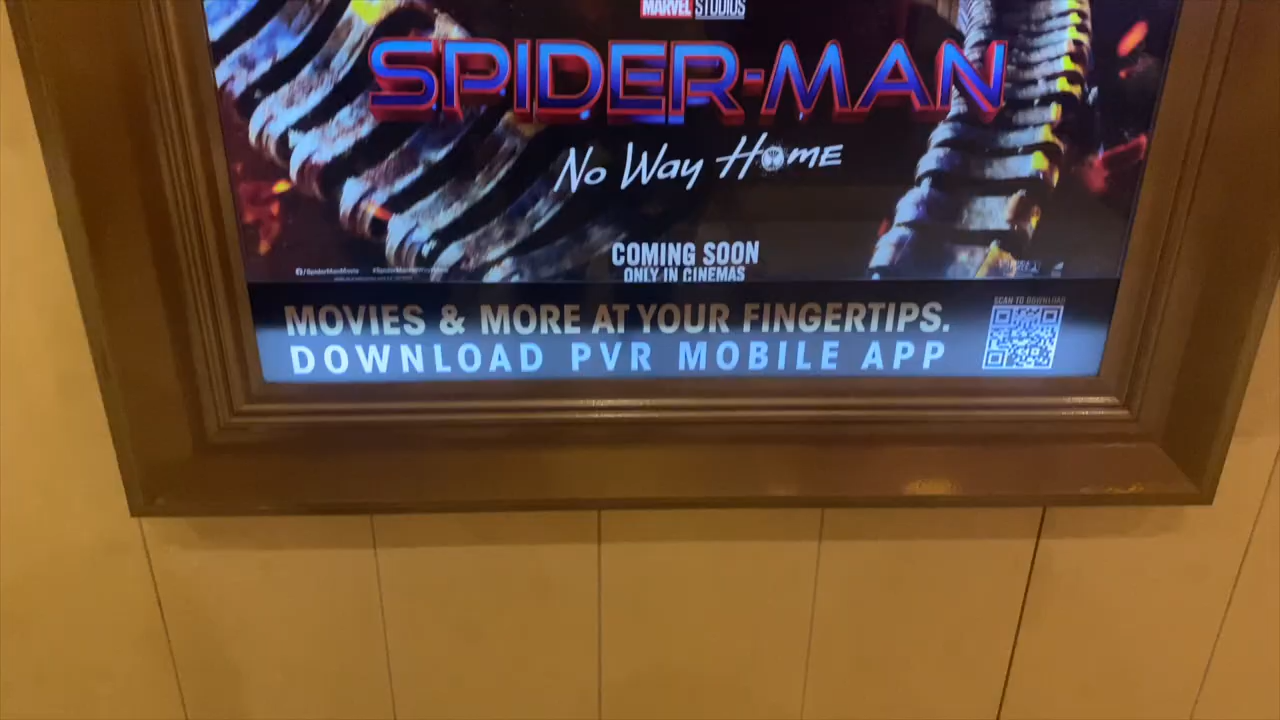 MARVEL STUDIOS
SPIDER-MAN
No Way Home
COMING SOON
ONLY IN CINEMAS
/SpiderManMovie
SCAN TO DOWNLOAD
MOVIES & MORE AT YOUR FINGERTIPS.
DOWNLOAD PVR MOBILE APP